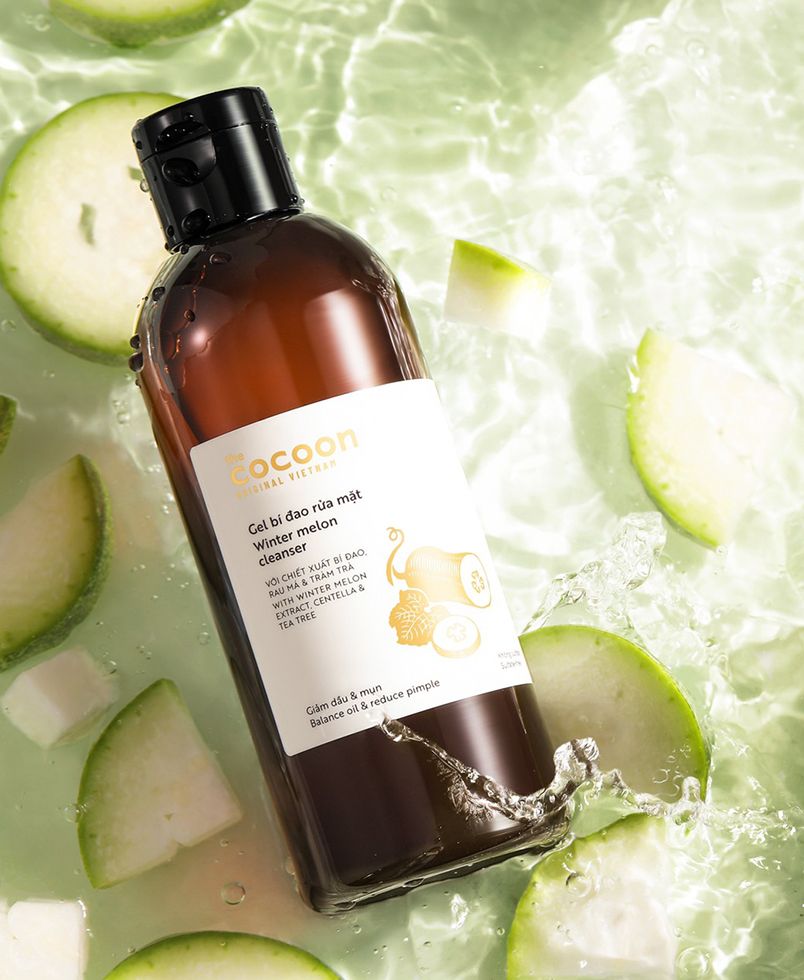 the
cocoon
ORIGINAL VIETNAM
Gel bí đao rửa mặt
Winter melon
cleanser
VỚI CHIẾT XUẤT BÍ ĐAO,
RAU MÁ & TRÀM TRÀ
WITH WINTER MELON
EXTRACT, CENTELLA &
TEA TREE
Giảm dầu & mụn
Balance oil & reduce pimple